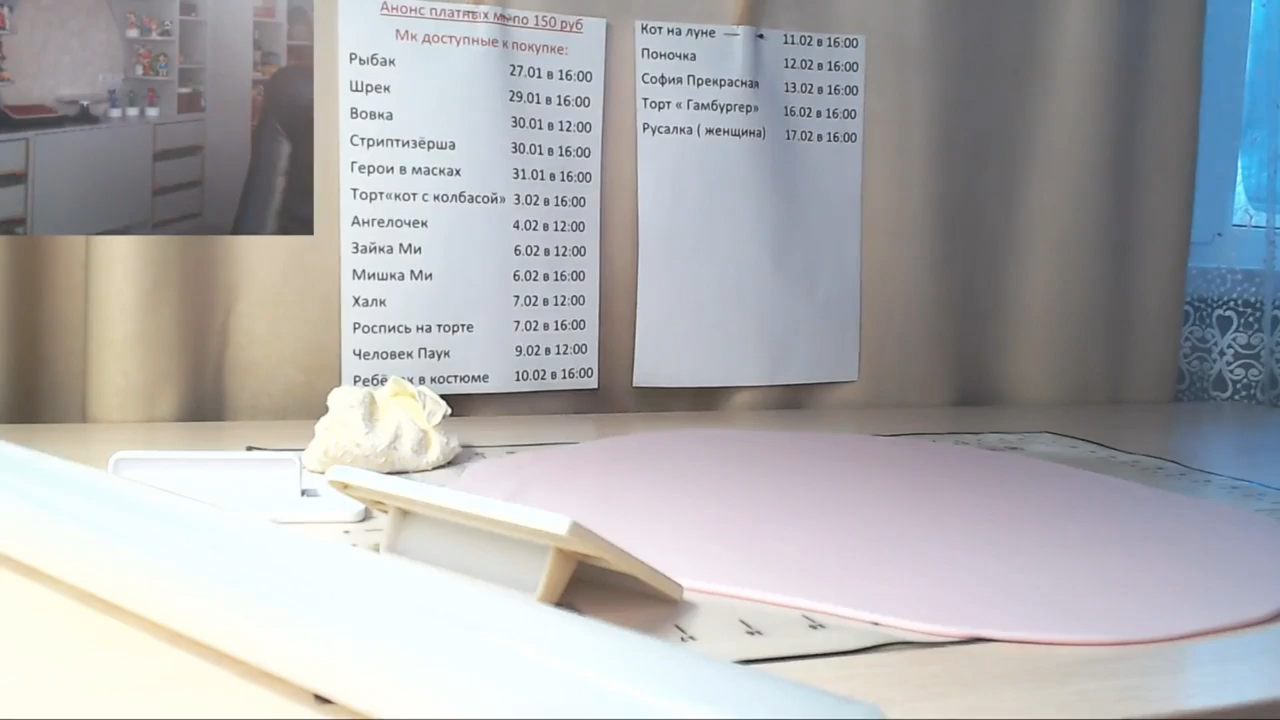 Анонс платных мк по 150 руб
Мк доступные к покупке:
Рыбак 27.01 в 16:00
Шрек 29.01 в 16:00
Вовка 30.01 в 12:00
Стриптизёрша 30.01 в 16:00
Герои в масках 31.01 в 16:00
Торт«кот с колбасой» 3.02 в 16:00
Ангелочек 4.02 в 12:00
Зайка Ми 6.02 в 12:00
Мишка Ми 6.02 в 16:00
Халк 7.02 в 12:00
Роспись на торте 7.02 в 16:00
Человек Паук 9.02 в 12:00
Ребёнок в костюме 10.02 в 16:00
Кот на луне — 11.02 в 16:00
Поночка 12.02 в 16:00
София Прекрасная 13.02 в 16:00
Торт « Гамбургер» 16.02 в 16:00
Русалка ( женщина) 17.02 в 16:00